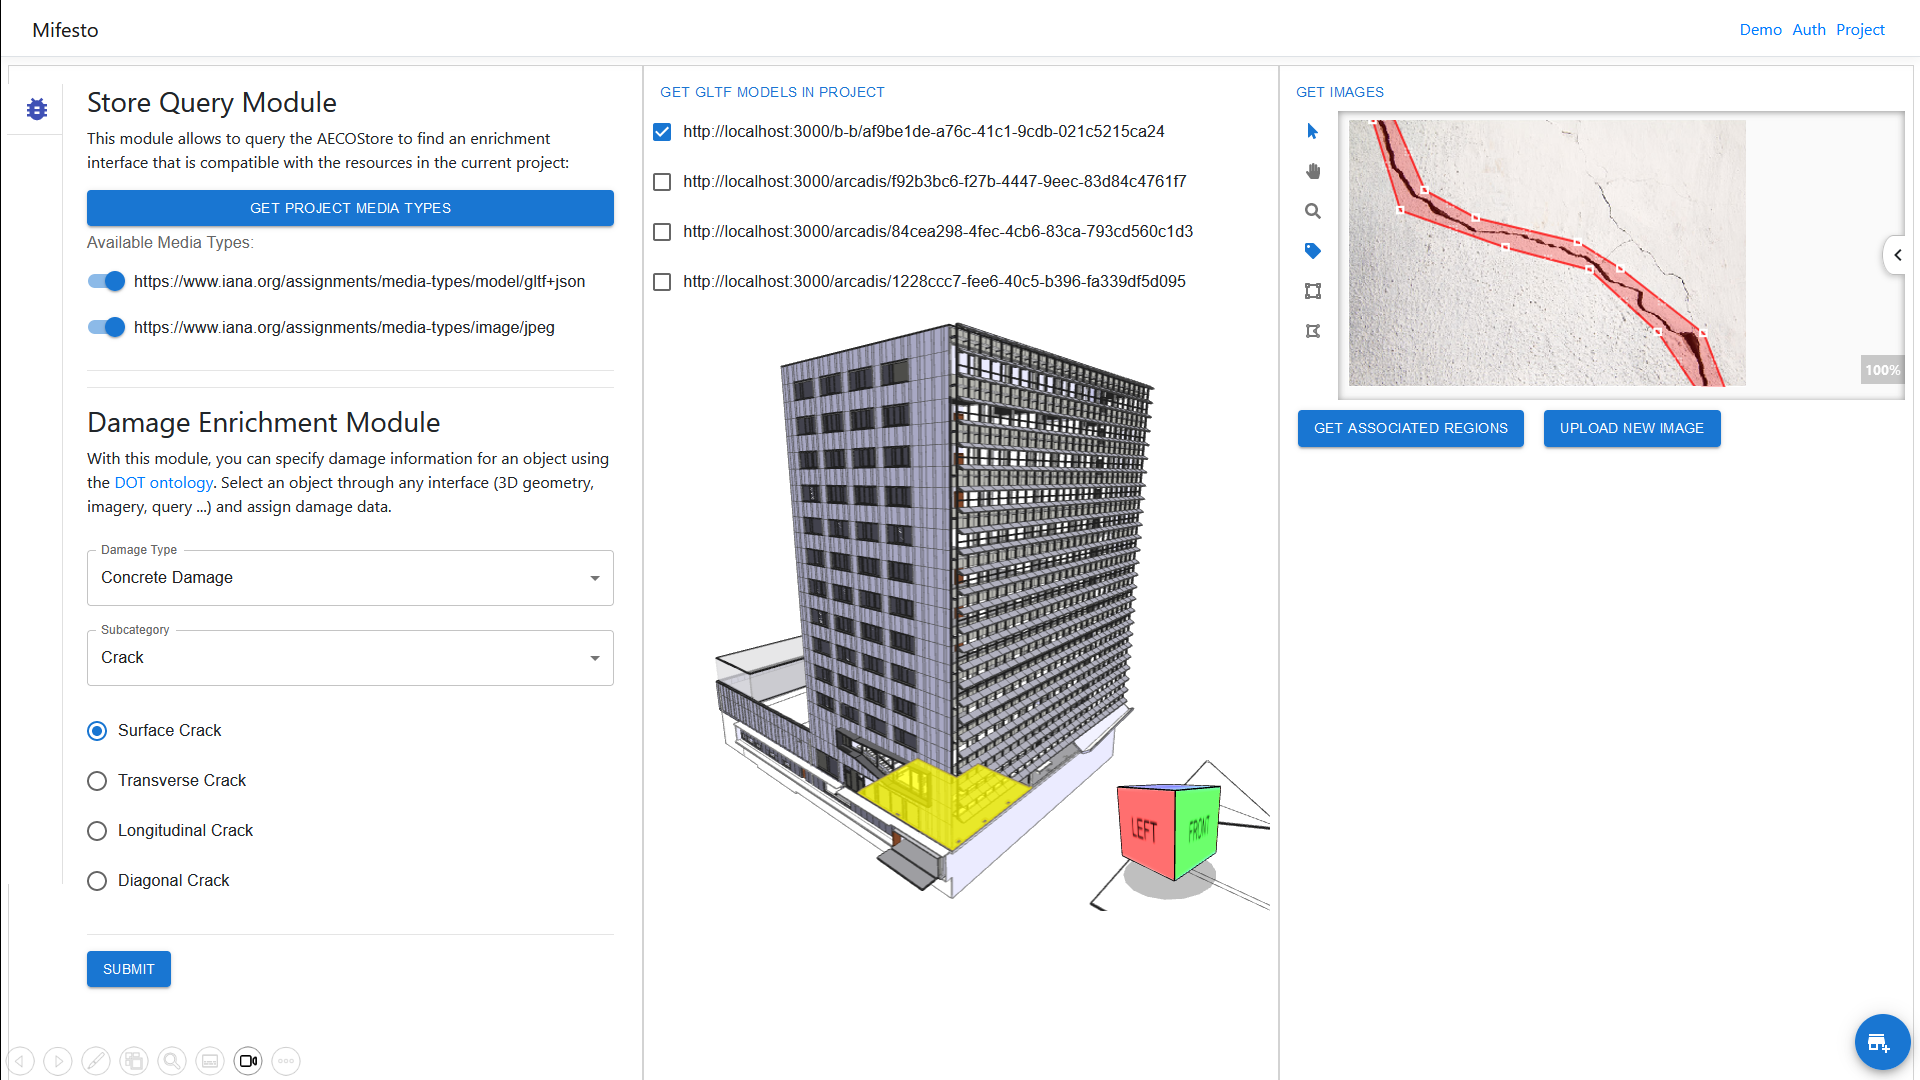 Mifesto
Demo Auth Project
Store Query Module
This module allows to query the AECOStore to find an enrichment
interface that is compatible with the resources in the current project:
GET PROJECT MEDIA TYPES
Available Media Types:
https://www.iana.org/assignments/media-types/model/gltf+json
https://www.iana.org/assignments/media-types/image/jpeg
Damage Enrichment Module
With this module, you can specify damage information for an object using
the DOT ontology. Select an object through any interface (3D geometry,
imagery, query ...) and assign damage data.
Damage Type
Concrete Damage
Subcategory
Crack
Surface Crack
Transverse Crack
Longitudinal Crack
Diagonal Crack
SUBMIT
GET GLTF MODELS IN PROJECT
http://localhost:3000/b-b/af9be1de-a76c-41c1-9cdb-021c5215ca24
http://localhost:3000/arcadis/f92b3bc6-f27b-4447-9eec-83d84c4761f7
http://localhost:3000/arcadis/84cea298-4fec-4cb6-83ca-793cd560c1d3
http://localhost:3000/arcadis/1228ccc7-fee6-40c5-b396-fa339df5d095
LEFT
FRONT
GET IMAGES
100%
GET ASSOCIATED REGIONS
UPLOAD NEW IMAGE